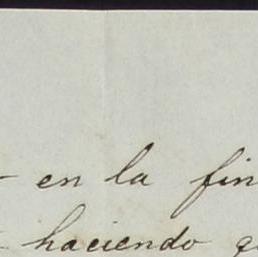 en la fin
haciendo q